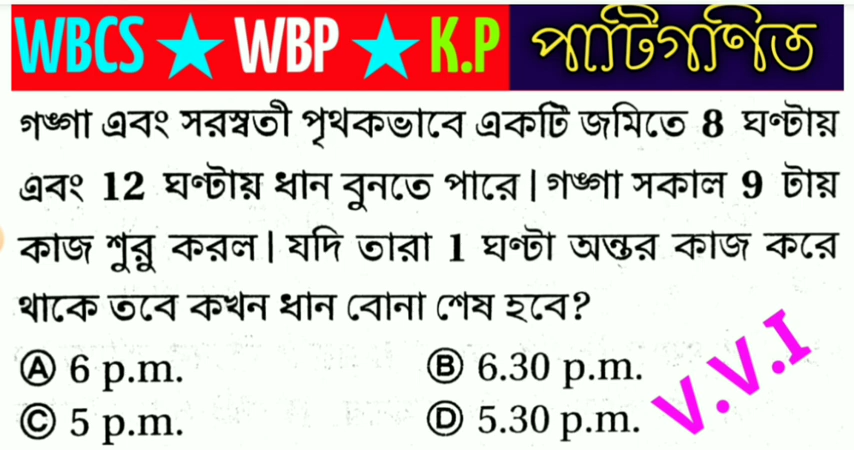 WBCS ★ WBP ★ K.P পাটিগণিত
গঙ্গা এবং সরস্বতী পৃথকভাবে একটি জমিতে 8 ঘণ্টায়
এবং 12 ঘণ্টায় ধান বুনতে পারে। গঙ্গা সকাল 9 টায়
কাজ শুরু করল। যদি তারা 1 ঘণ্টা অন্তর কাজ করে
থাকে তবে কখন ধান বোনা শেষ হবে?
Ⓐ 6 p.m. Ⓑ 6.30 p.m.
Ⓒ 5 p.m. Ⓓ 5.30 p.m.
V.V.I